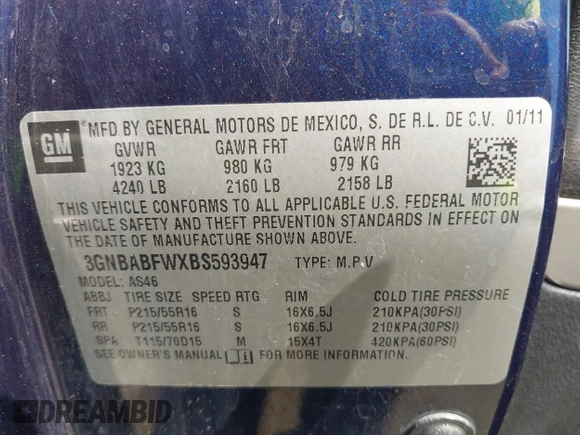 GM
MFD BY GENERAL MOTORS DE MEXICO, S. DE R.L. DE C.V. 01/11
GVWR GAWR FRT GAWR RR
1923 KG 980 KG 979 KG
4240 LB 2160 LB 2158 LB
THIS VEHICLE CONFORMS TO ALL APPLICABLE U.S. FEDERAL MOTOR
VEHICLE SAFETY AND THEFT PREVENTION STANDARDS IN EFFECT ON
THE DATE OF MANUFACTURE SHOWN ABOVE.
3GNBABFWXBS593947 TYPE: M.P.V
MODEL: AS46
ABBJ TIRE SIZE SPEED RTG RIM COLD TIRE PRESSURE
FRT P215/55R16 S 16X6.5J 210KPA(30PSI)
RR P215/55R16 S 16X6.5J 210KPA(30PSI)
SPA T115/70D15 M 15X4T 420KPA(60PSI)
SEE OWNER'S MANUAL i FOR MORE INFORMATION.
DREAMBID